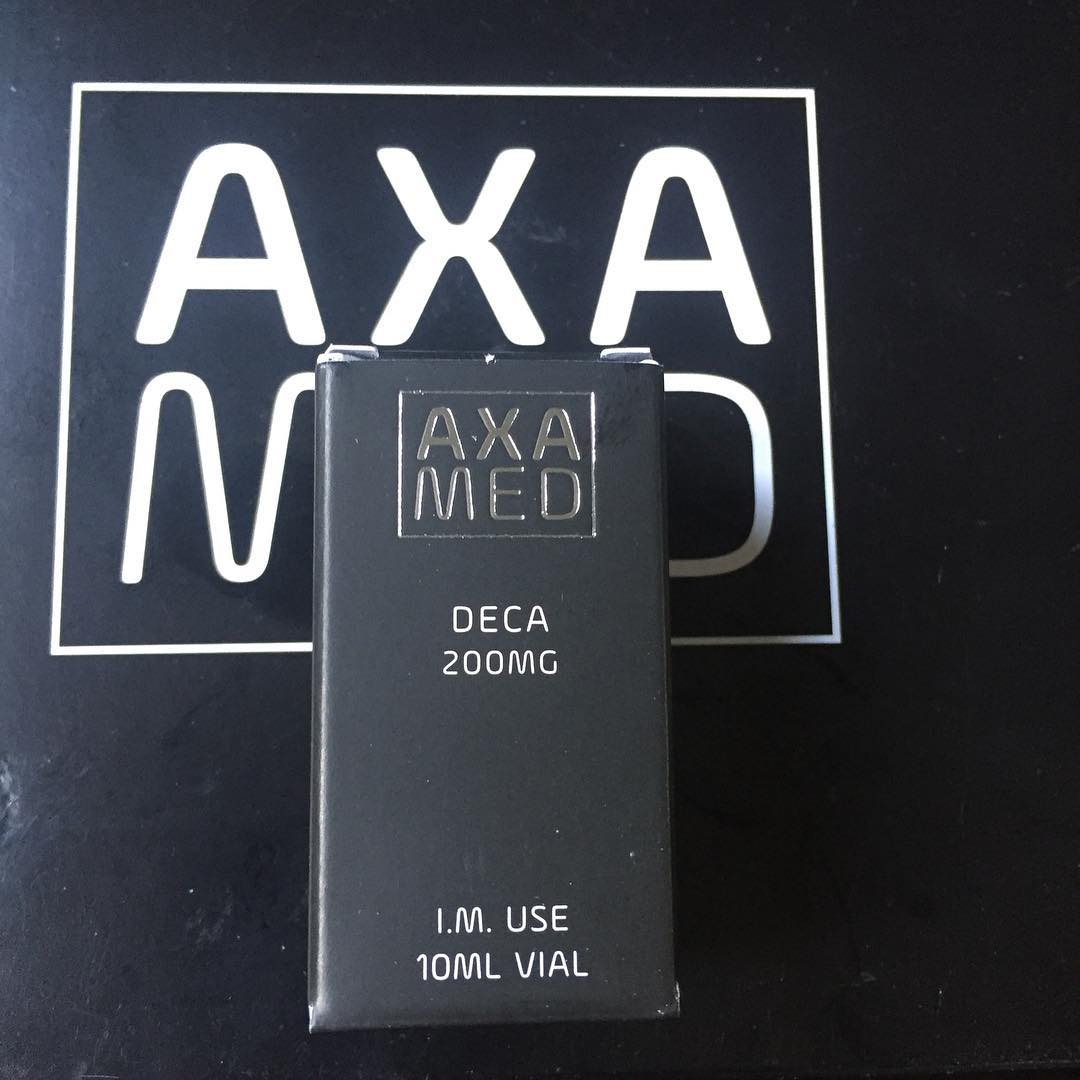 AXA
M D
AXA
MED
DECA
200MG
I.M. USE
10ML VIAL